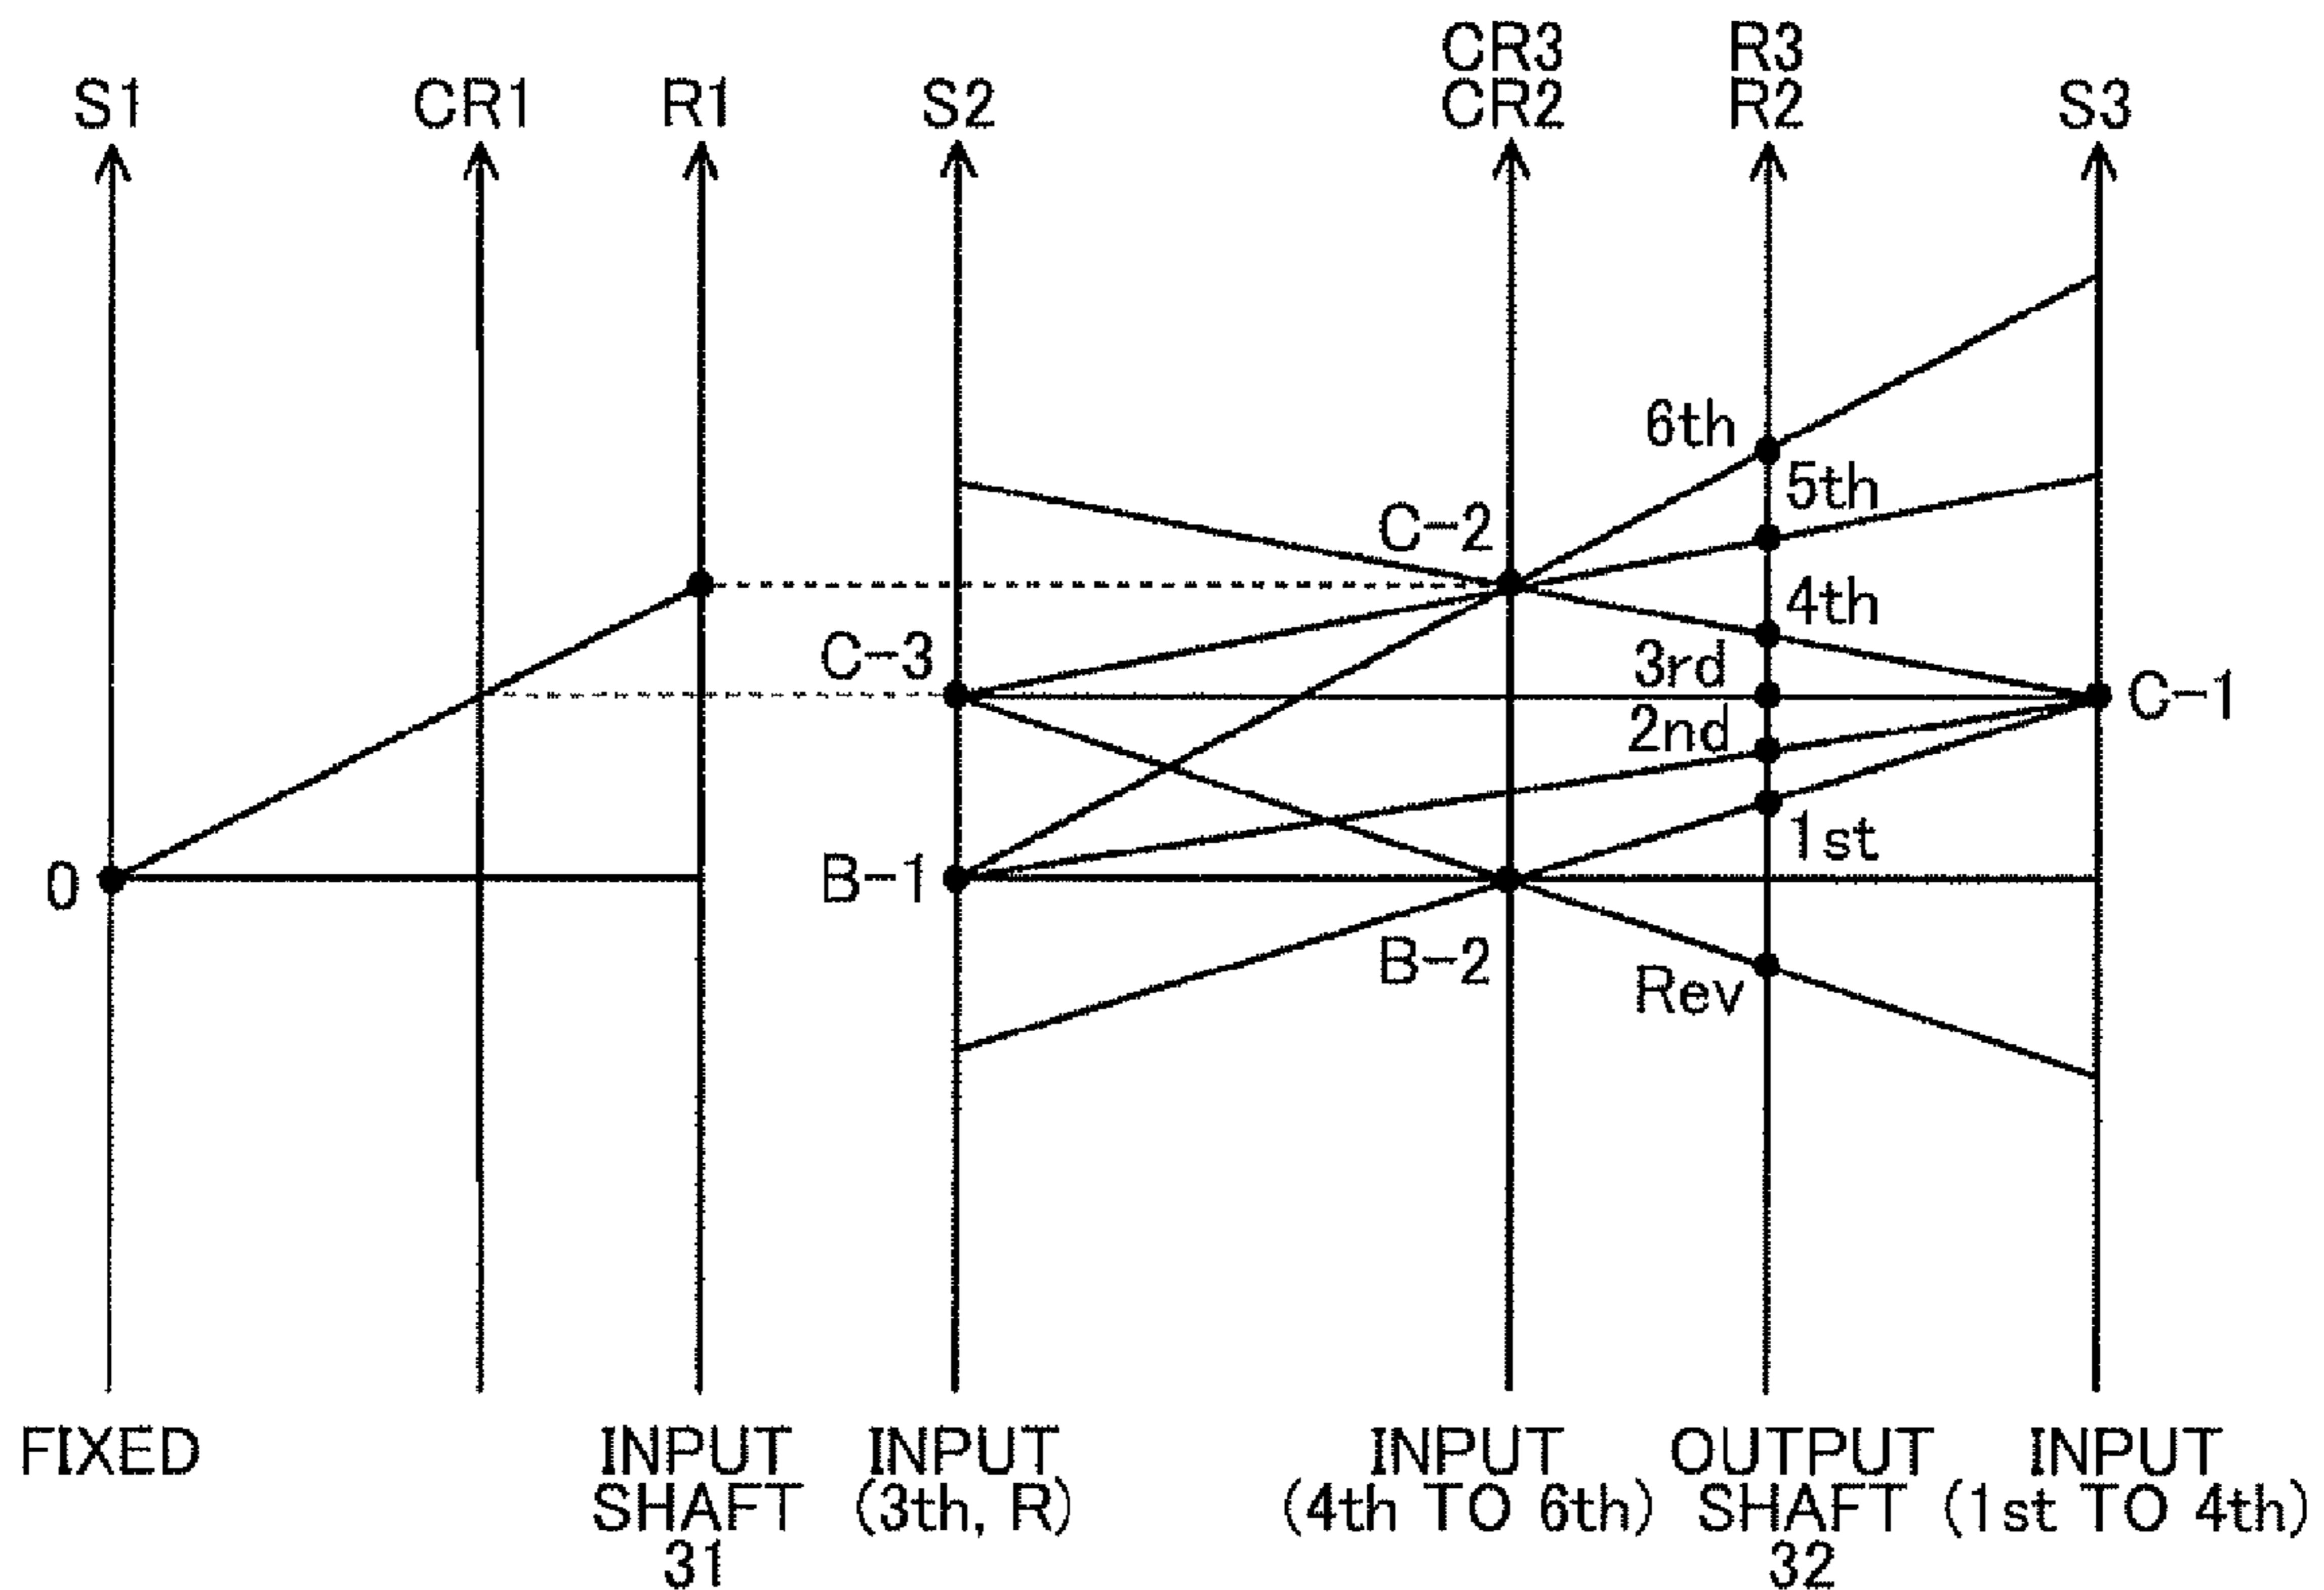 CR3 R3
S1 CR1 R1 S2 CR2 R2 S3
6th
5th
C-2
4th
C-3
3rd
C-1
2nd
1st
0
B-1
B-2
Rev
FIXED INPUT INPUT INPUT OUTPUT INPUT
SHAFT (3th, R) (4th TO 6th) SHAFT (1st TO 4th)
31 32